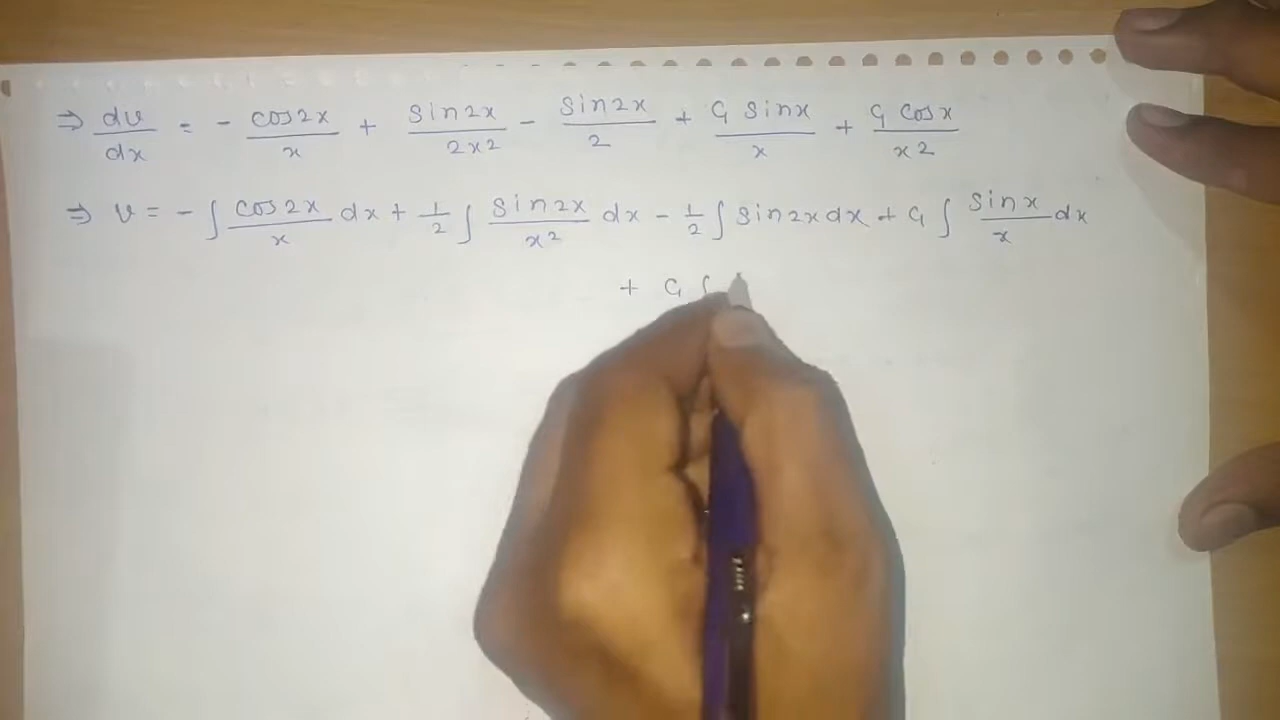 ⇒ dv/dx = - cos2x/x + sin2x/2x² - sin2x/2 + C₁ sinx/x + C₁ cosx/x²
⇒ v = - ∫ cos2x/x dx + 1/2 ∫ sin2x/x² dx - 1/2 ∫ sin2x dx + C₁ ∫ sinx/x dx
+ C₁ ∫